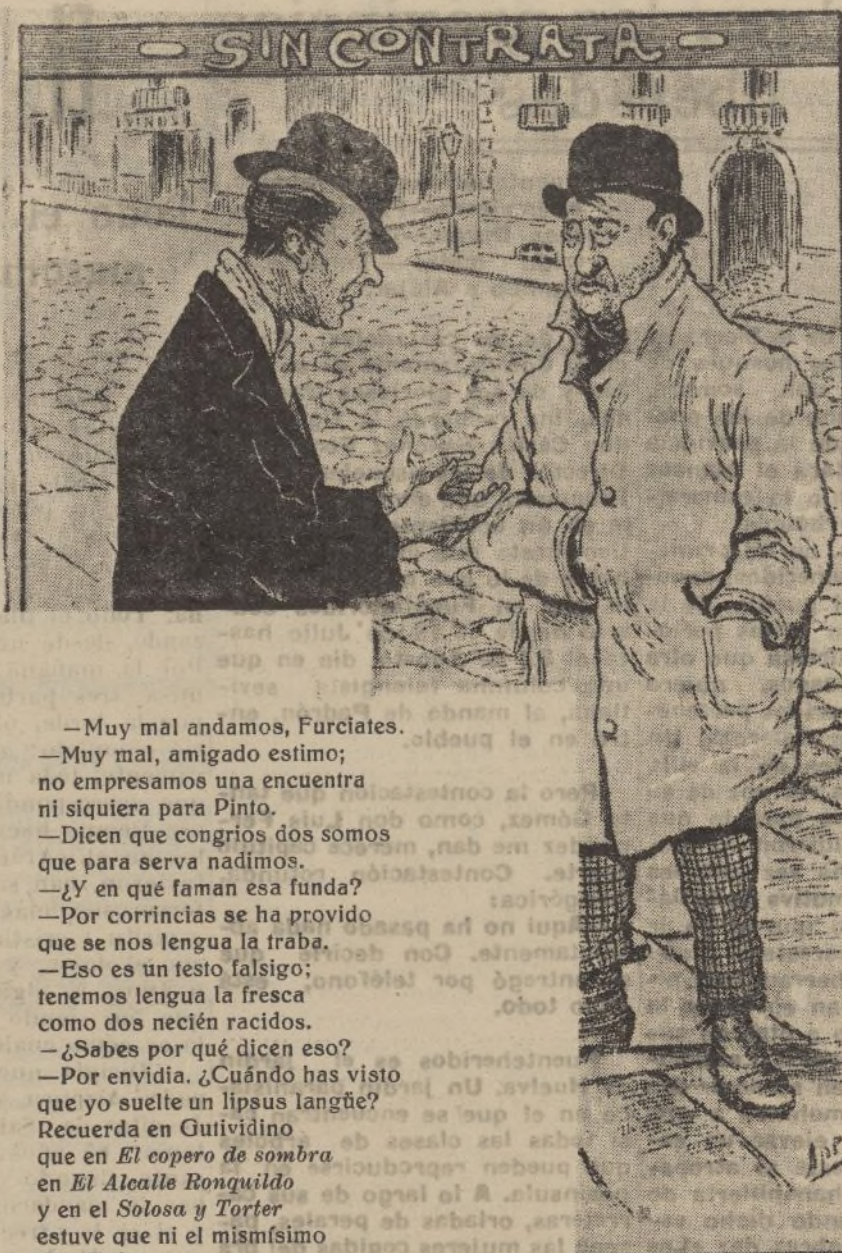 - SIN CONTRATA -
VINOS
—Muy mal andamos, Furciates.
—Muy mal, amigado estimo;
no empresamos una encuentra
ni siquiera para Pinto.
—Dicen que congrios dos somos
que para serva nadimos.
—¿Y en qué faman esa funda?
—Por corrincias se ha provido
que se nos lengua la traba.
—Eso es un testo falsigo;
tenemos lengua la fresca
como dos necién racidos.
—¿Sabes por qué dicen eso?
—Por envidia. ¿Cuándo has visto
que yo suelte un lipsus langüe?
Recuerda en Gutividino
que en El copero de sombra
en El Alcalle Ronquildo
y en el Solosa y Torter
estuve que ni el mismísimo